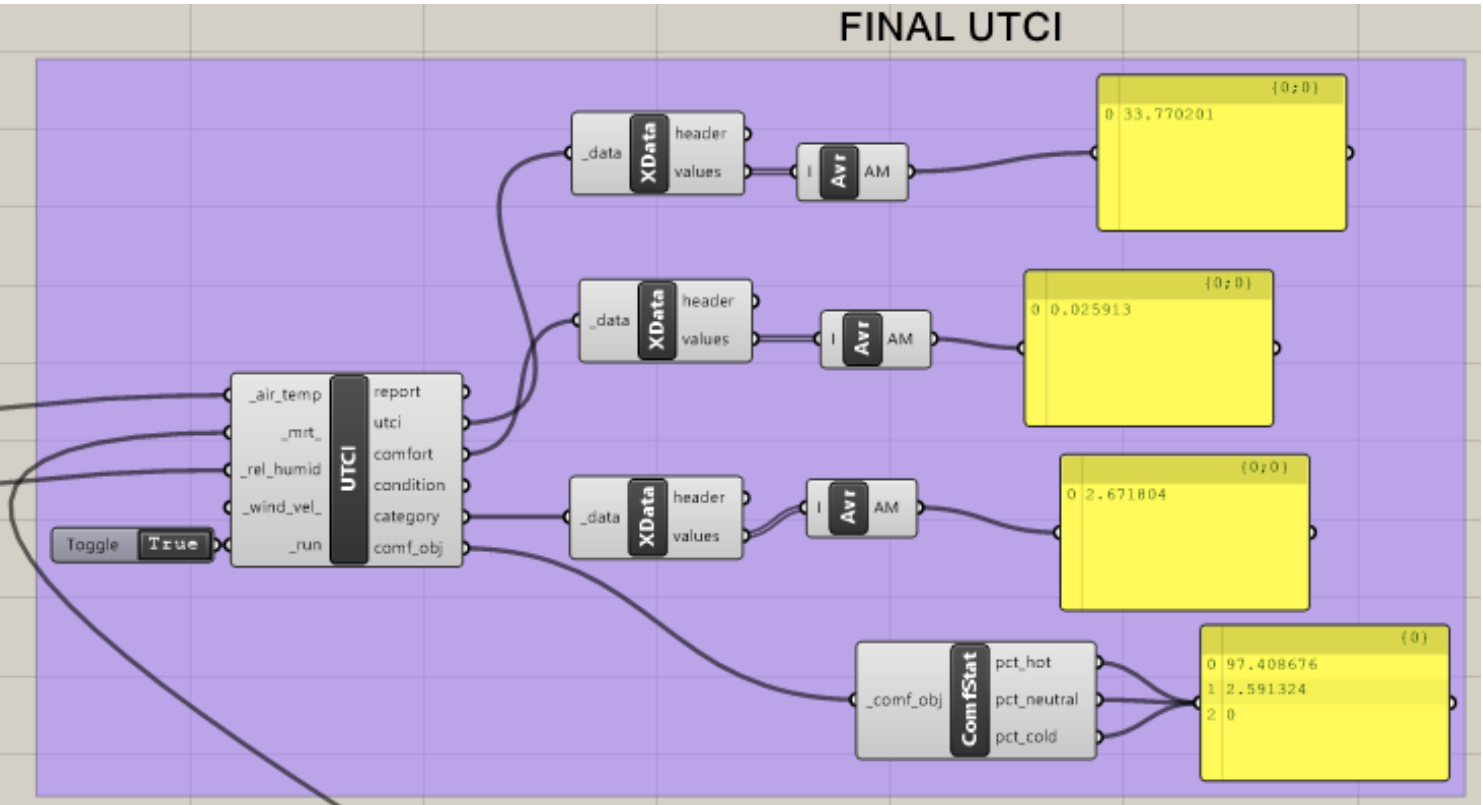 FINAL UTCI
{0;0}
0 33.770201
_data
XData
header
values
I
Avr
AM
{0;0}
0 0.025913
_data
XData
header
values
I
Avr
AM
_air_temp
_mrt_
_rel_humid
_wind_vel_
_run
UTCI
report
utci
comfort
condition
category
comf_obj
Toggle
True
_data
XData
header
values
I
Avr
AM
{0;0}
0 2.671804
_comf_obj
ComfStat
pct_hot
pct_neutral
pct_cold
{0}
0 97.408676
1 2.591324
2 0